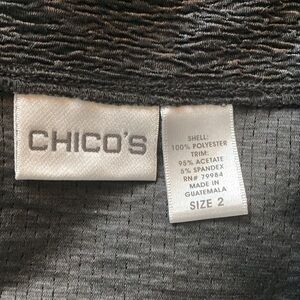 CHICO'S
SHELL:
100% POLYESTER
TRIM:
95% ACETATE
5% SPANDEX
RN# 79984
MADE IN
GUATEMALA
SIZE 2